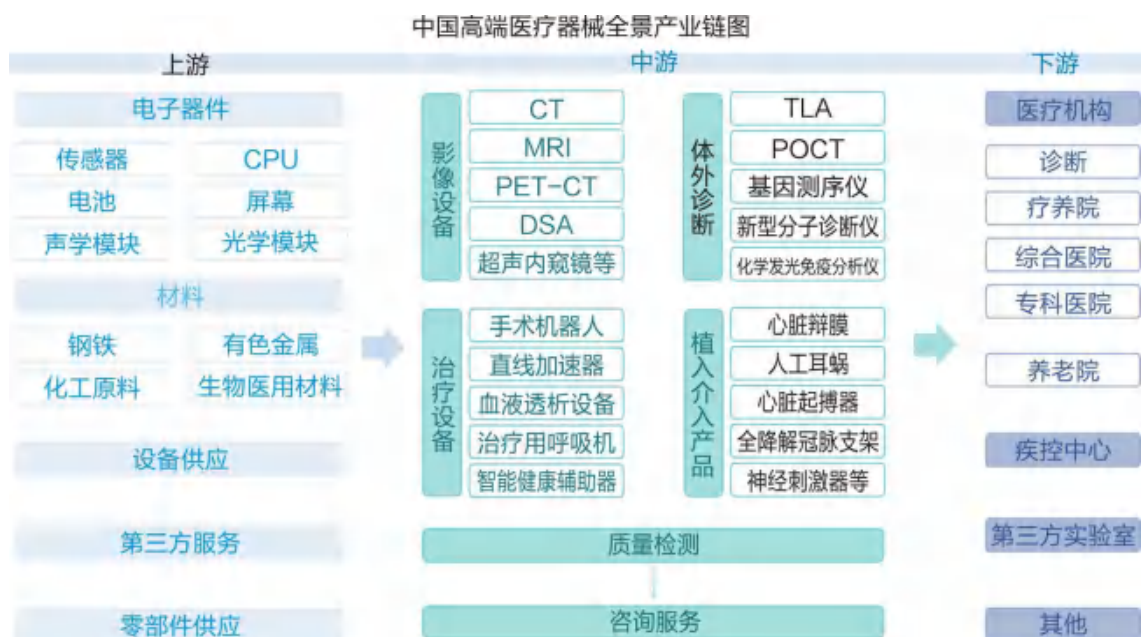 中国高端医疗器械全景产业链图
上游
中游
下游
电子器件
传感器
CPU
电池
屏幕
声学模块
光学模块
材料
钢铁
有色金属
化工原料
生物医用材料
设备供应
第三方服务
零部件供应
影像设备
CT
MRI
PET-CT
DSA
超声内窥镜等
体外诊断
TLA
POCT
基因测序仪
新型分子诊断仪
化学发光免疫分析仪
治疗设备
手术机器人
直线加速器
血液透析设备
治疗用呼吸机
智能健康辅助器
植入介入产品
心脏辩膜
人工耳蜗
心脏起搏器
全降解冠脉支架
神经刺激器等
质量检测
咨询服务
医疗机构
诊断
疗养院
综合医院
专科医院
养老院
疾控中心
第三方实验室
其他